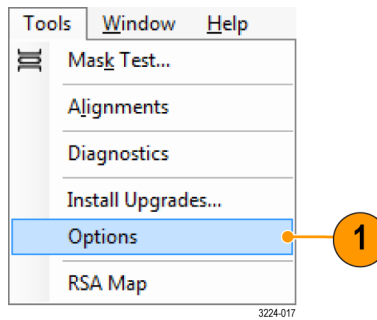 Tools Window Help
Mask Test...
Alignments
Diagnostics
Install Upgrades...
Options
1
RSA Map
3224-017